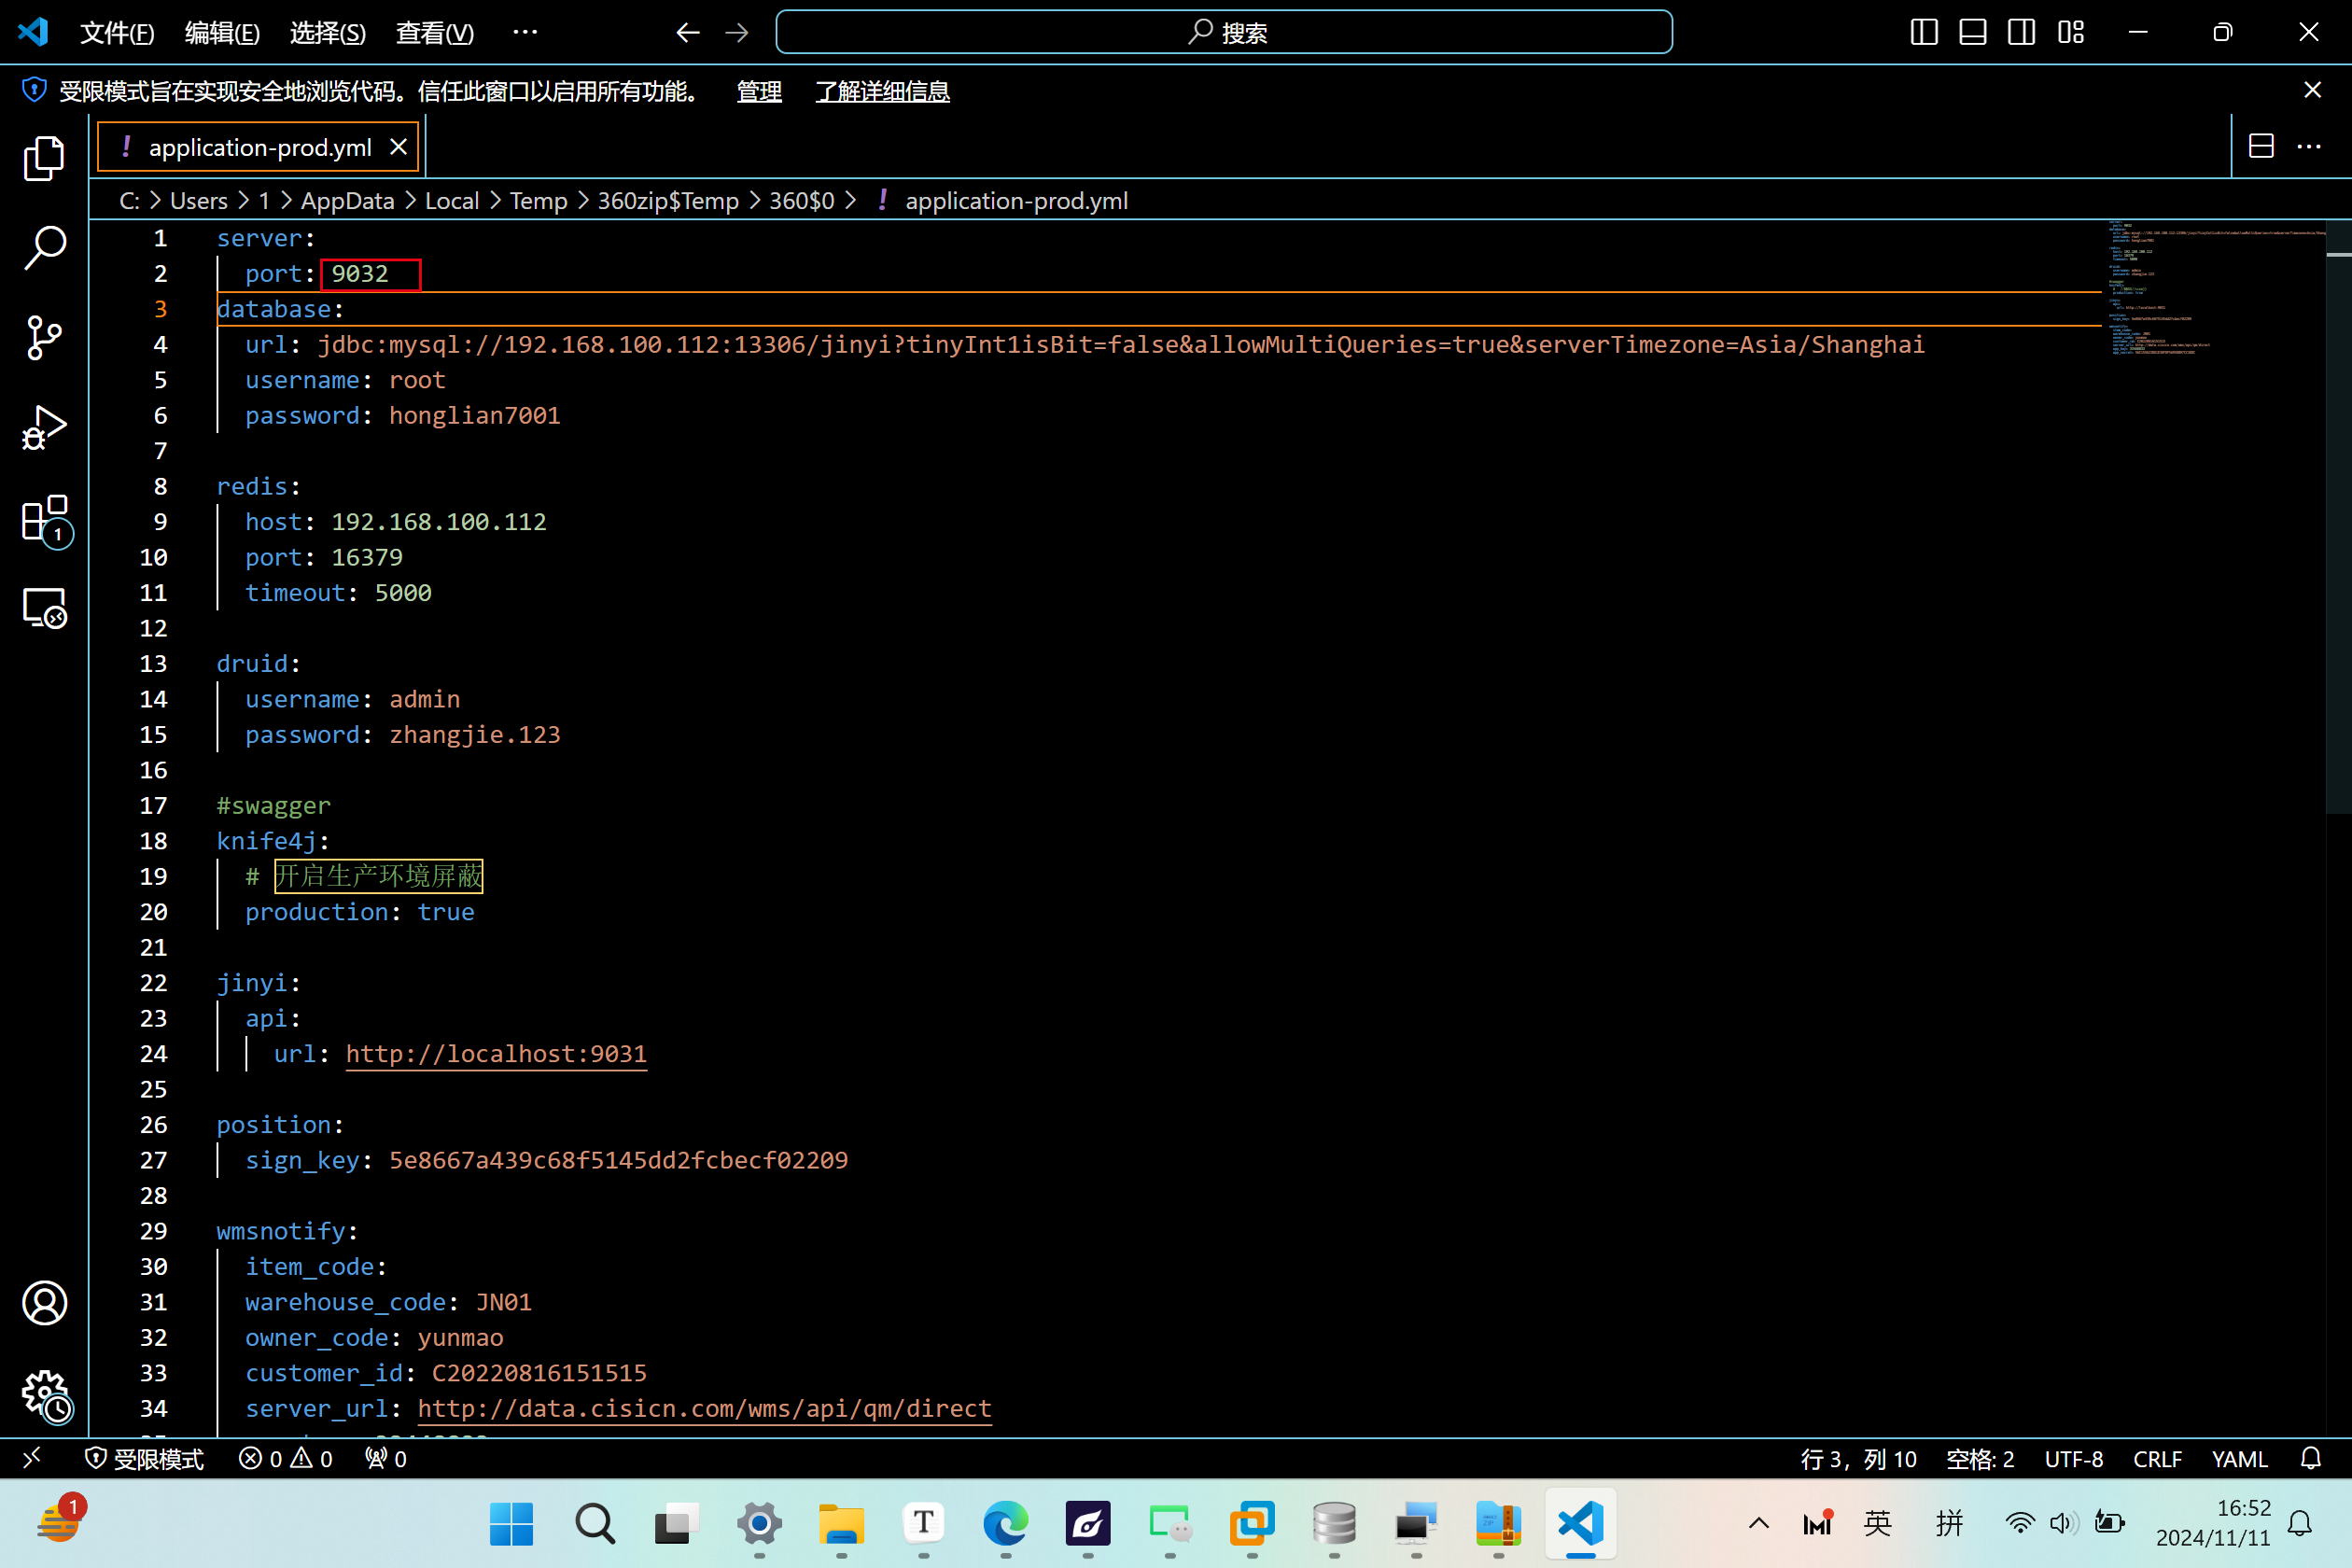 文件(F) 编辑(E) 选择(S) 查看(V) ··· 搜索
受限模式旨在实现安全地浏览代码。信任此窗口以启用所有功能。 管理 了解详细信息
! application-prod.yml
C: > Users > 1 > AppData > Local > Temp > 360zip$Temp > 360$0 > ! application-prod.yml
1 server:
2 port: 9032
3 database:
4 url: jdbc:mysql://192.168.100.112:13306/jinyi?tinyInt1isBit=false&allowMultiQueries=true&serverTimezone=Asia/Shanghai
5 username: root
6 password: honglian7001
7
8 redis:
9 host: 192.168.100.112
10 port: 16379
11 timeout: 5000
12
13 druid:
14 username: admin
15 password: zhangjie.123
16
17 #swagger
18 knife4j:
19 # 开启生产环境屏蔽
20 production: true
21
22 jinyi:
23 api:
24 url: http://localhost:9031
25
26 position:
27 sign_key: 5e8667a439c68f5145dd2fcbecf02209
28
29 wmsnotify:
30 item_code:
31 warehouse_code: JN01
32 owner_code: yunmao
33 customer_id: C20220816151515
34 server_url: http://data.cisicn.com/wms/api/qm/direct
1
受限模式 0 0 0 行 3，列 10 空格: 2 UTF-8 CRLF YAML
1 T 英 拼 16:52
2024/11/11